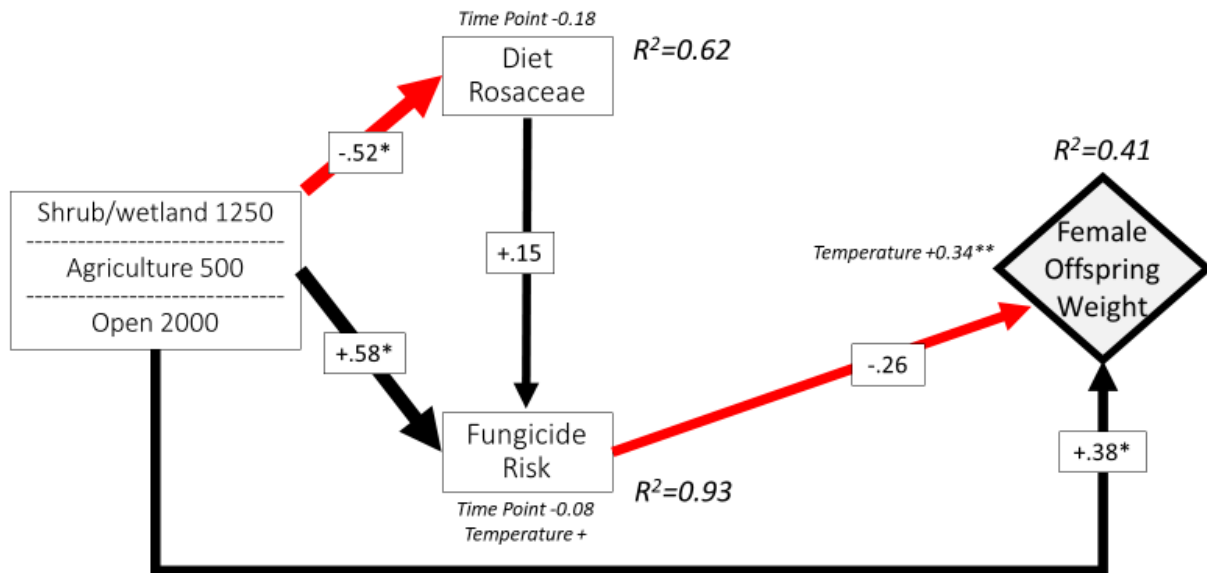 Time Point -0.18
Diet
Rosaceae
R²=0.62
-.52*
Shrub/wetland 1250
Agriculture 500
Open 2000
+.15
+.58*
R²=0.41
Temperature +0.34**
Female
Offspring
Weight
-.26
Fungicide
Risk
R²=0.93
Time Point -0.08
Temperature +
+.38*